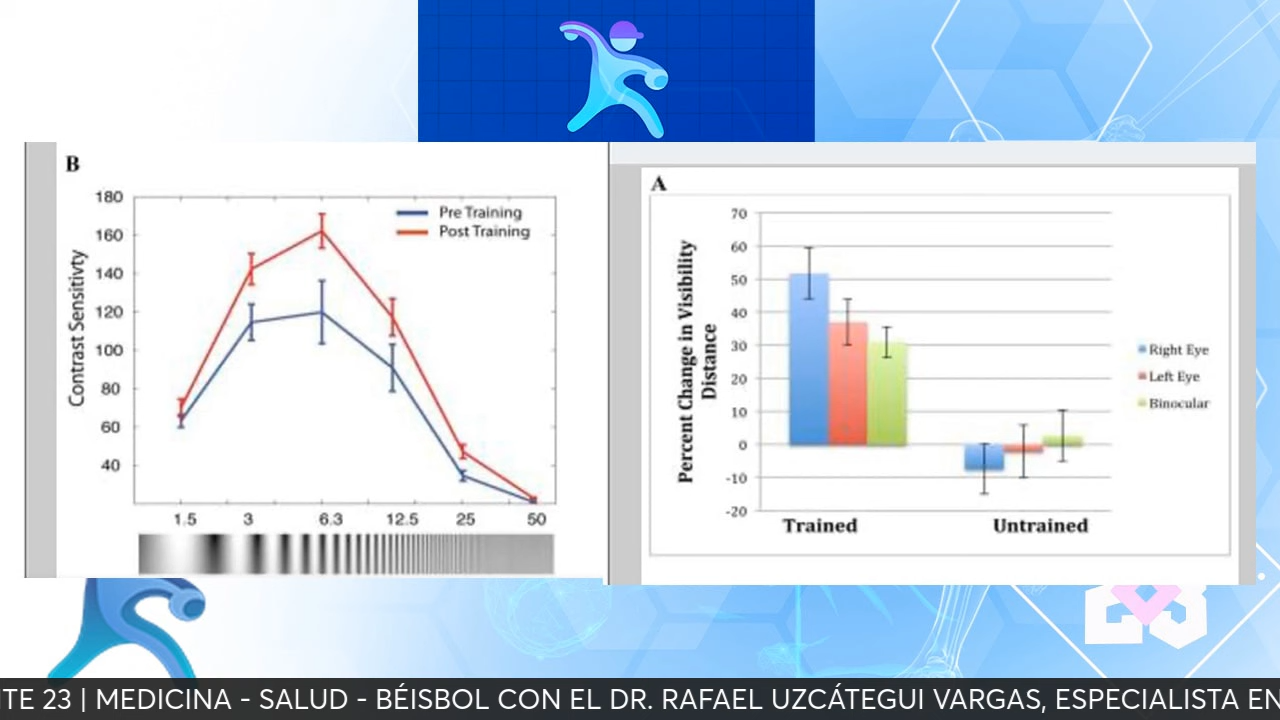 B
180
160
140
120
100
80
60
40
Contrast Sensitivty
Pre Training
Post Training
1.5 3 6.3 12.5 25 50
A
70
60
50
40
30
20
10
0
-10
-20
Percent Change in Visibility
Distance
Right Eye
Left Eye
Binocular
Trained Untrained
23
TE 23 | MEDICINA - SALUD - BÉISBOL CON EL DR. RAFAEL UZCÁTEGUI VARGAS, ESPECIALISTA EN